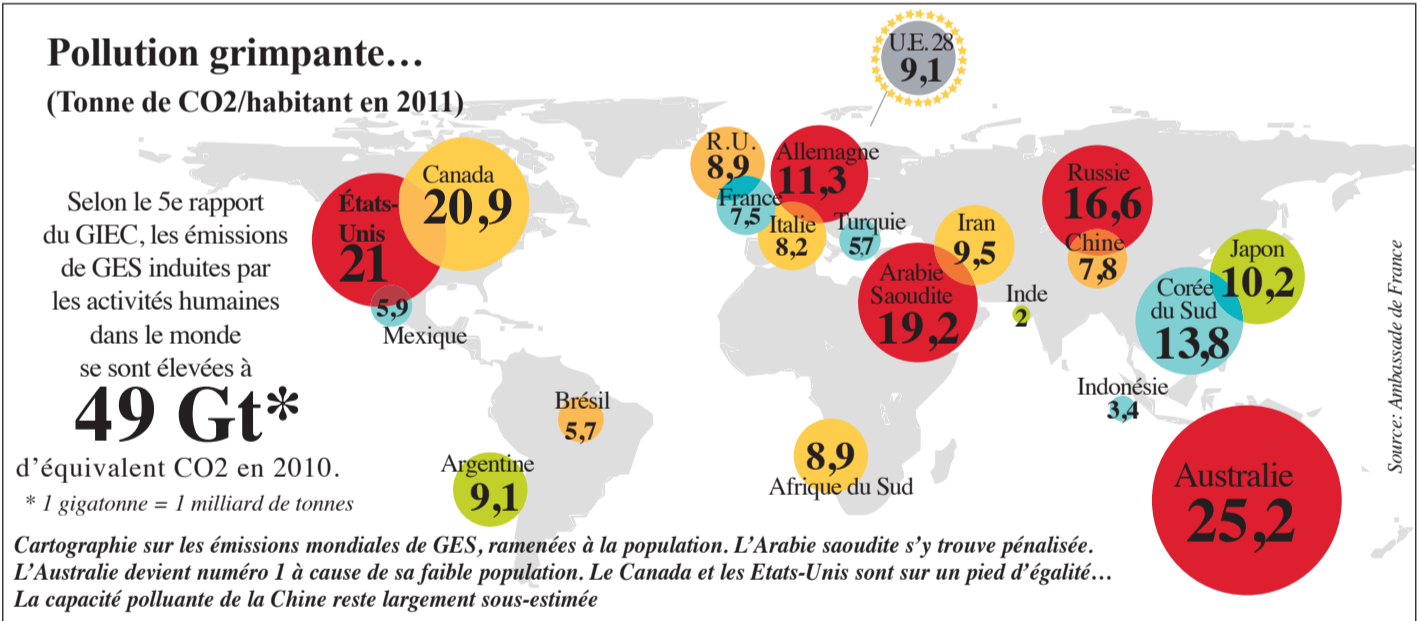 Pollution grimpante…
(Tonne de CO2/habitant en 2011)
Selon le 5e rapport
du GIEC, les émissions
de GES induites par
les activités humaines
dans le monde
se sont élevées à
49 Gt*
d’équivalent CO2 en 2010.
* 1 gigatonne = 1 milliard de tonnes
U.E. 28
9,1
Canada
20,9
États-
Unis
21
5,9
Mexique
Brésil
5,7
Argentine
9,1
R.U.
8,9
Allemagne
11,3
France
7,5
Italie
8,2
Turquie
57
Iran
9,5
Arabie
Saoudite
19,2
Inde
2
Russie
16,6
Chine
7,8
Japon
10,2
Corée
du Sud
13,8
Indonésie
3,4
8,9
Afrique du Sud
Australie
25,2
Source: Ambassade de France
Cartographie sur les émissions mondiales de GES, ramenées à la population. L’Arabie saoudite s’y trouve pénalisée.
L’Australie devient numéro 1 à cause de sa faible population. Le Canada et les Etats-Unis sont sur un pied d’égalité…
La capacité polluante de la Chine reste largement sous-estimée